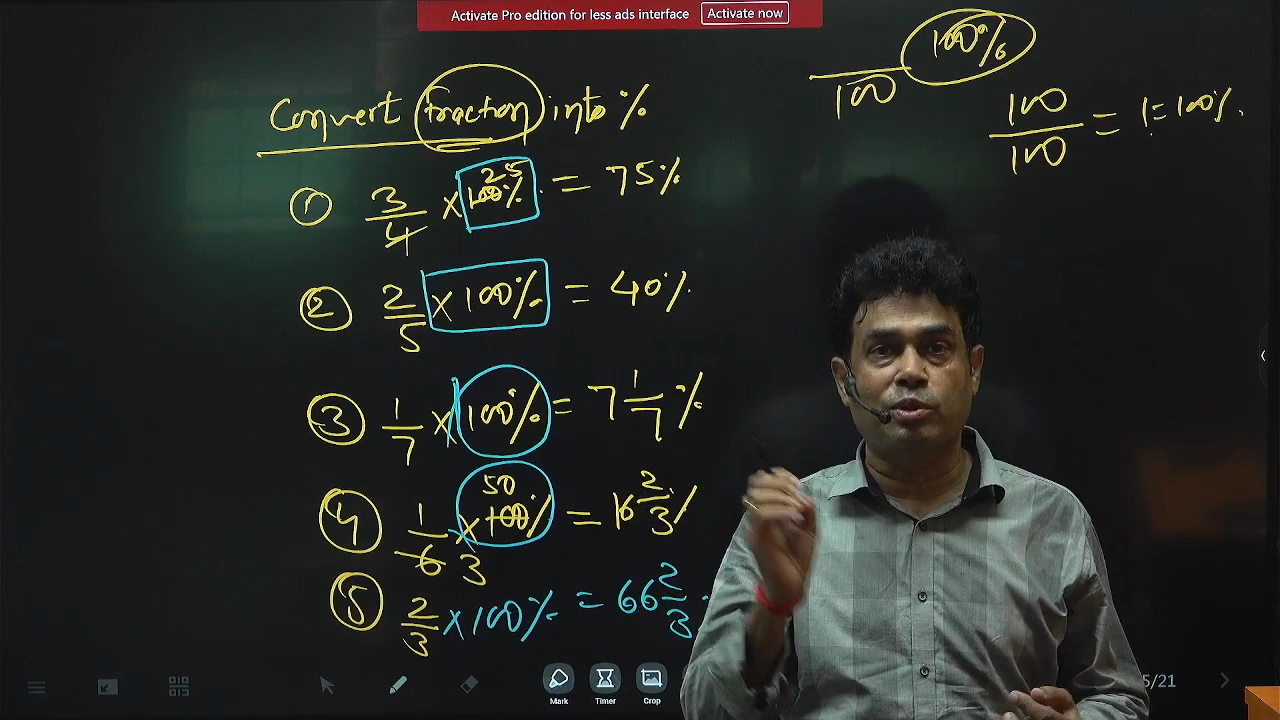 Activate Pro edition for less ads interface Activate now
100%
100
100/100 = 1 = 100%.
Convert fraction into %
① 3/4 × 100% 25 = 75%
② 2/5 × 100% = 40%
③ 1/7 × 100% = 7 1/7 %
④ 1/6 3 × 100% 50 = 16 2/3 %
⑤ 2/3 × 100% = 66 2/3
Mark Timer Crop
5/21